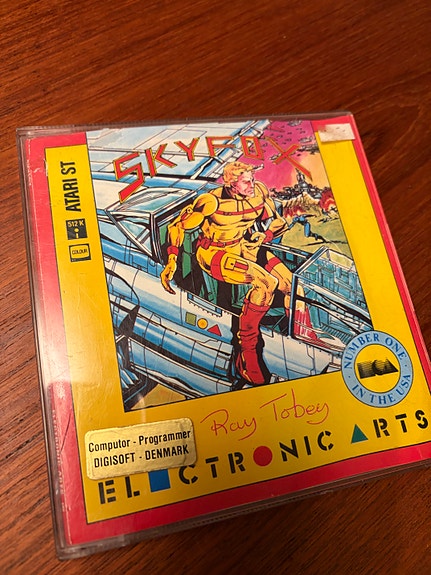 SKYFOX
ATARI ST
512 K
COLOUR
NUMBER ONE
IN THE USA
Ray Tobey
Computor - Programmer
DIGISOFT - DENMARK
ELECTRONIC ARTS